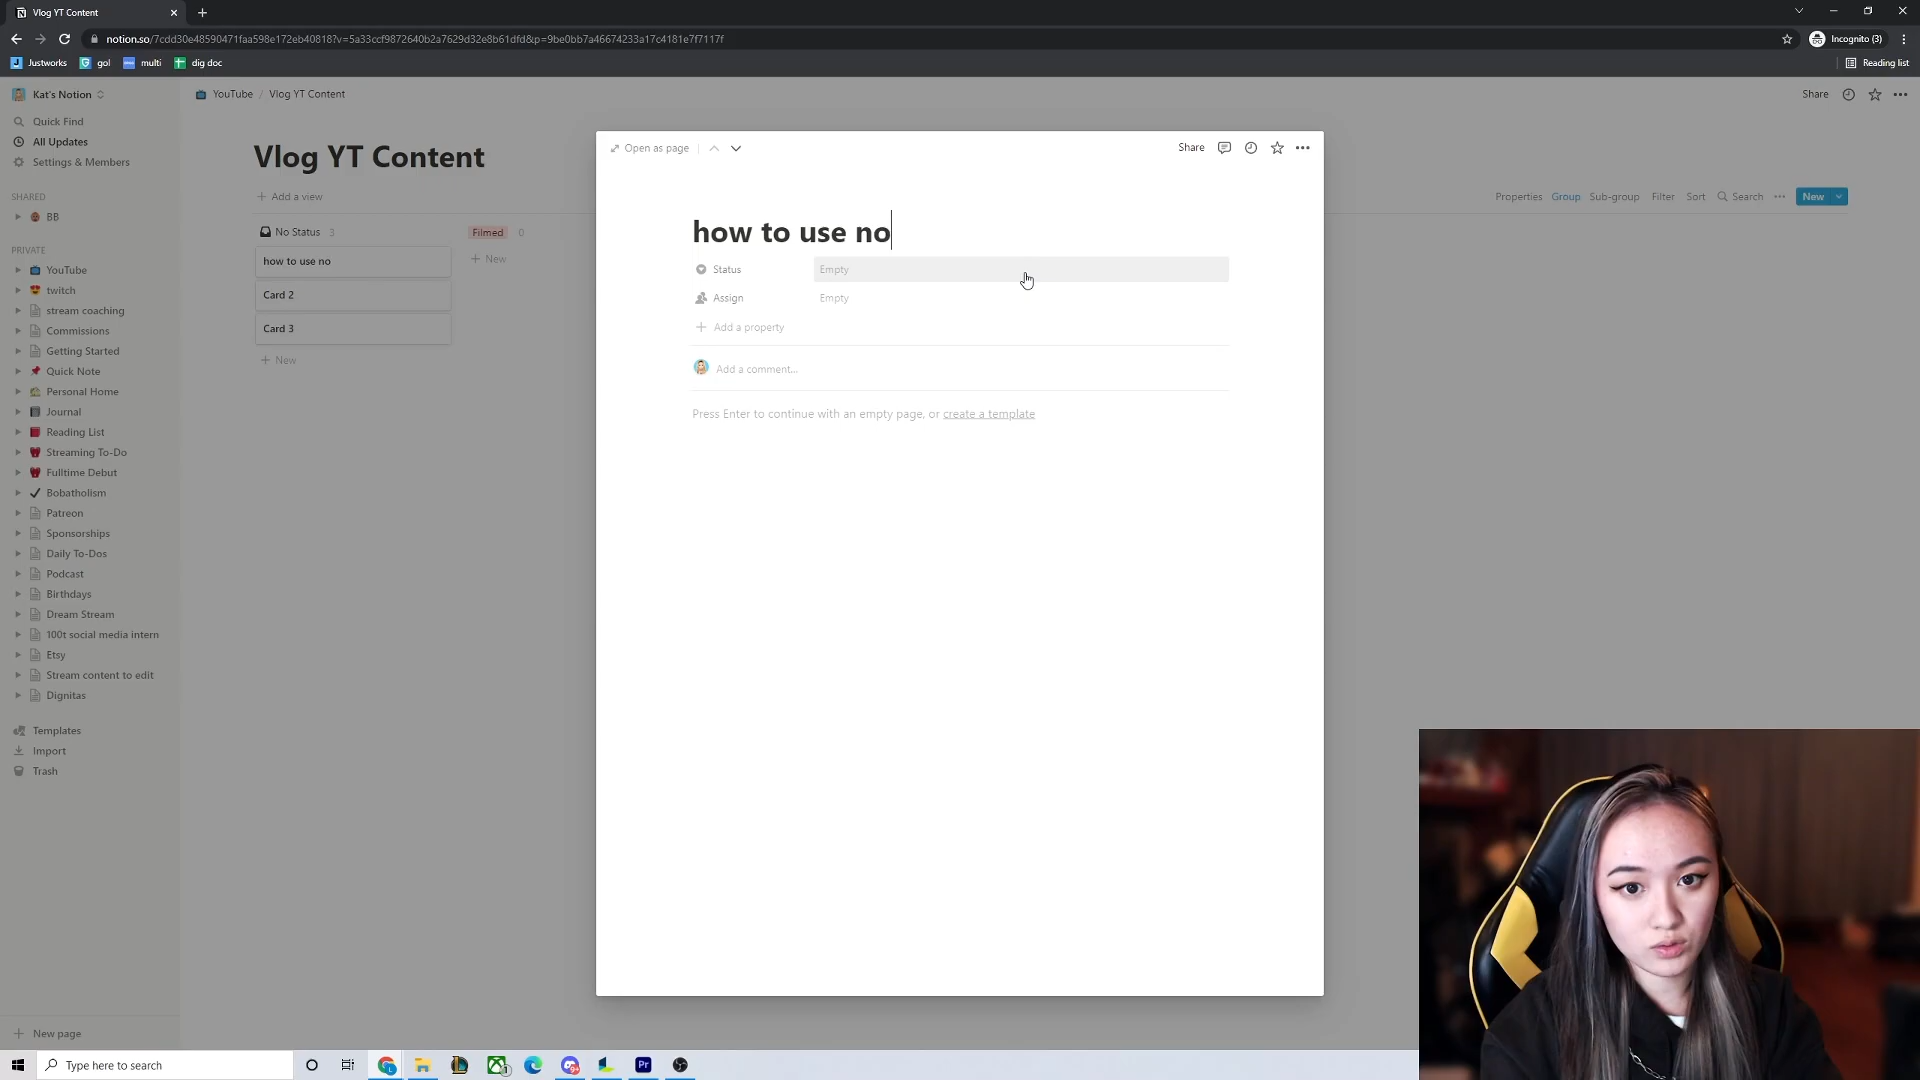 Vlog YT Content
Incognito (3)
notion.so/7cdd30e48590471faa598e172eb40818?v=5a33ccf9872640b2a7629d32e8b61dfd&p=9be0bb7a46674233a17c4181e7f7117f
Justworks
gol
multi
dig doc
Reading list
Kat's Notion
YouTube / Vlog YT Content
Share
Quick Find
All Updates
Settings & Members
SHARED
BB
PRIVATE
YouTube
twitch
stream coaching
Commissions
Getting Started
Quick Note
Personal Home
Journal
Reading List
Streaming To-Do
Fulltime Debut
Bobatholism
Patreon
Sponsorships
Daily To-Dos
Podcast
Birthdays
Dream Stream
100t social media intern
Etsy
Stream content to edit
Dignitas
Templates
Import
Trash
New page
Vlog YT Content
Add a view
Properties Group Sub-group Filter Sort Search New
No Status 3
Filmed 0
how to use no
New
Card 2
Card 3
New
Open as page
Share
how to use no
Status Empty
Assign Empty
Add a property
Add a comment...
Press Enter to continue with an empty page, or create a template
Type here to search
Pr